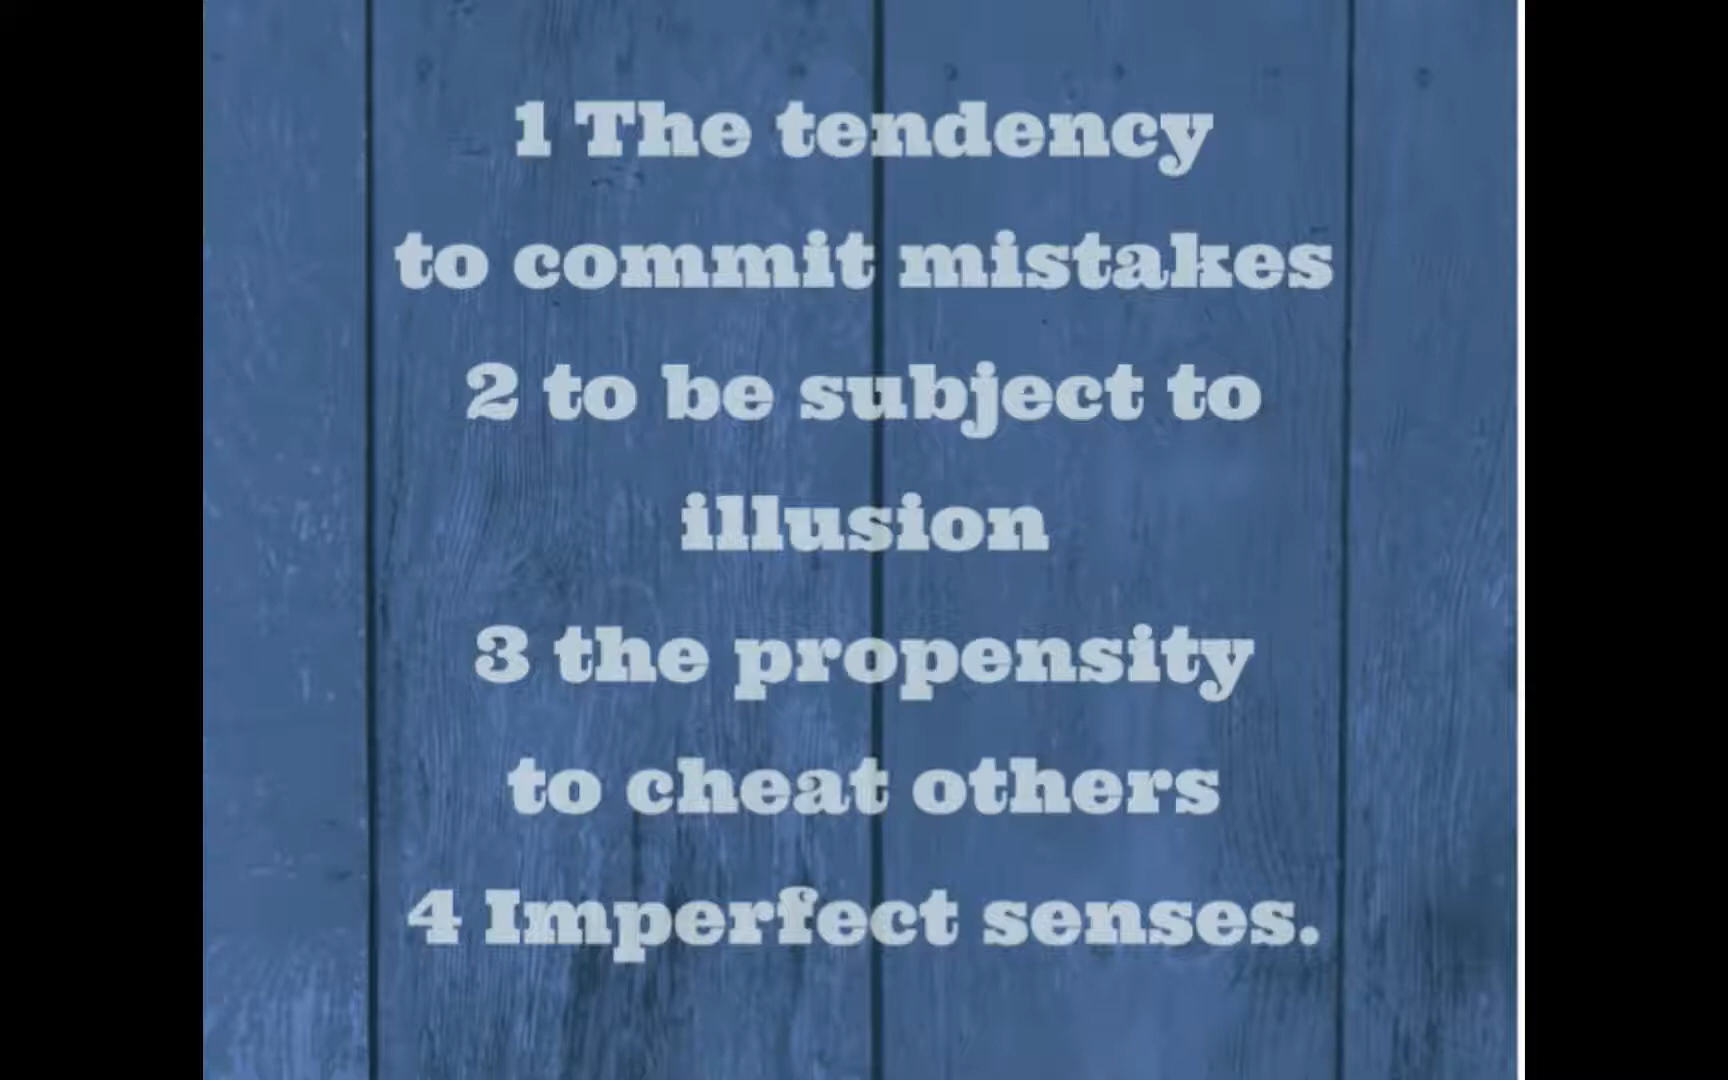 1 The tendency
to commit mistakes
2 to be subject to
illusion
3 the propensity
to cheat others
4 Imperfect senses.